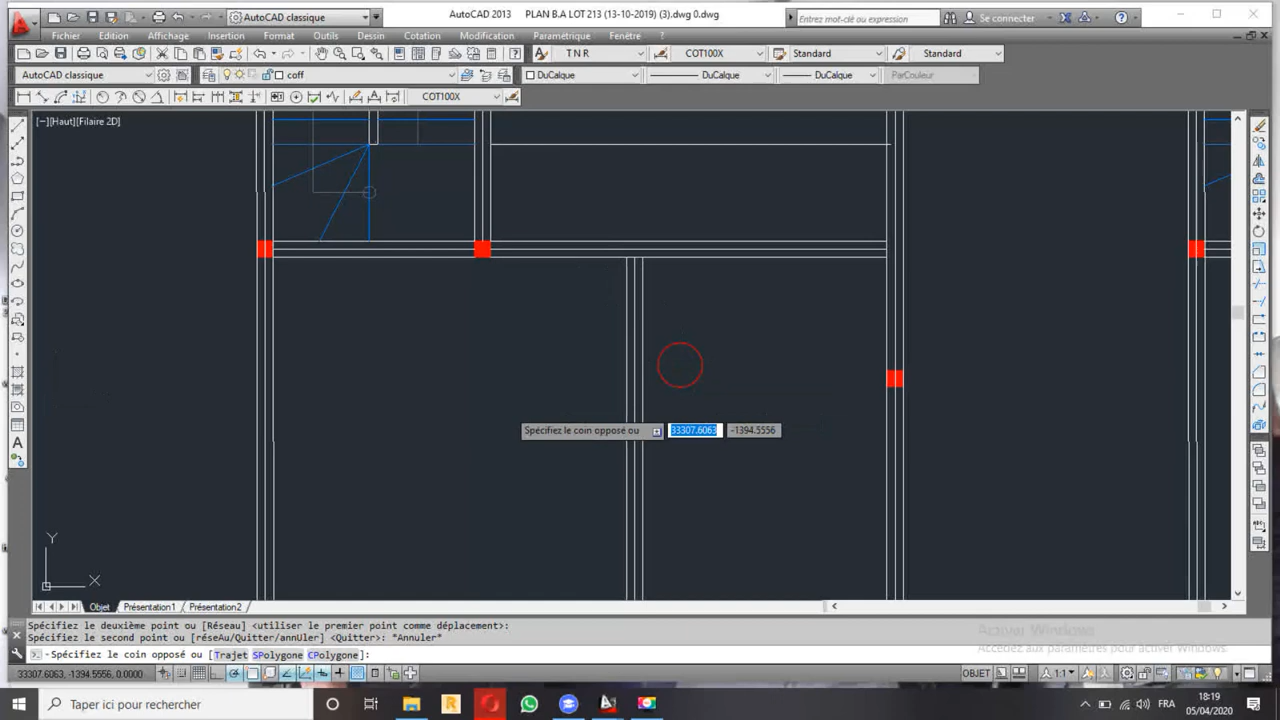 AutoCAD classique
AutoCAD 2013 PLAN B.A LOT 213 (13-10-2019) (3).dwg 0.dwg
Entrez mot-clé ou expression
Se connecter
Fichier Edition Affichage Insertion Format Outils Dessin Cotation Modification Paramétrique Fenêtre
T N R COT100X Standard Standard
AutoCAD classique coff DuCalque DuCalque DuCalque ParCouleur
COT100X
[−][Haut][Filaire 2D]
Spécifiez le coin opposé ou 33307.6063 -1394.5556
Y
X
Objet Présentation1 Présentation2
Spécifiez le deuxième point ou [Réseau] <utiliser le premier point comme déplacement>:
Spécifiez le second point ou [réseAu/Quitter/annUler] <Quitter>: *Annuler*
Activer Windows
Accédez aux paramètres pour activer Windows.
Spécifiez le coin opposé ou [Trajet SPolygone CPolygone]:
33307.6063, -1394.5556, 0.0000 OBJET 1:1
Taper ici pour rechercher
FRA
18:19
05/04/2020